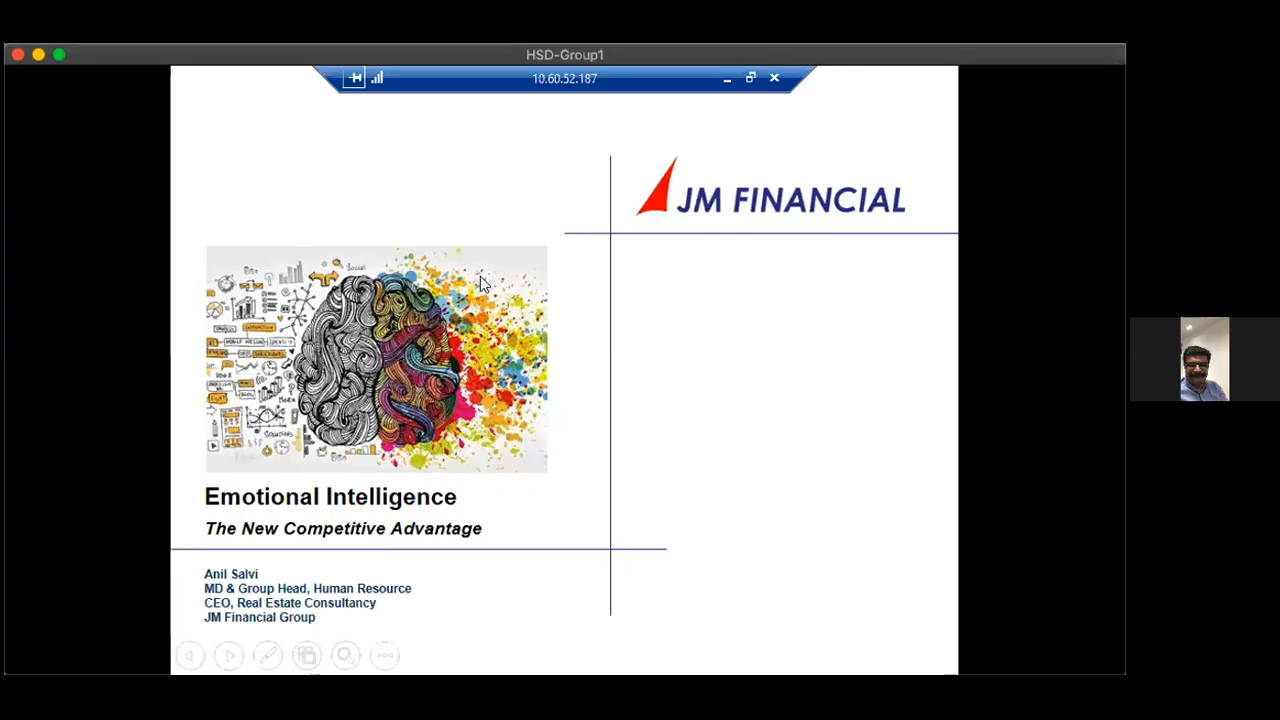 HSD-Group1
10.60.52.187
JM FINANCIAL
Social
Emotional Intelligence
The New Competitive Advantage
Anil Salvi
MD & Group Head, Human Resource
CEO, Real Estate Consultancy
JM Financial Group